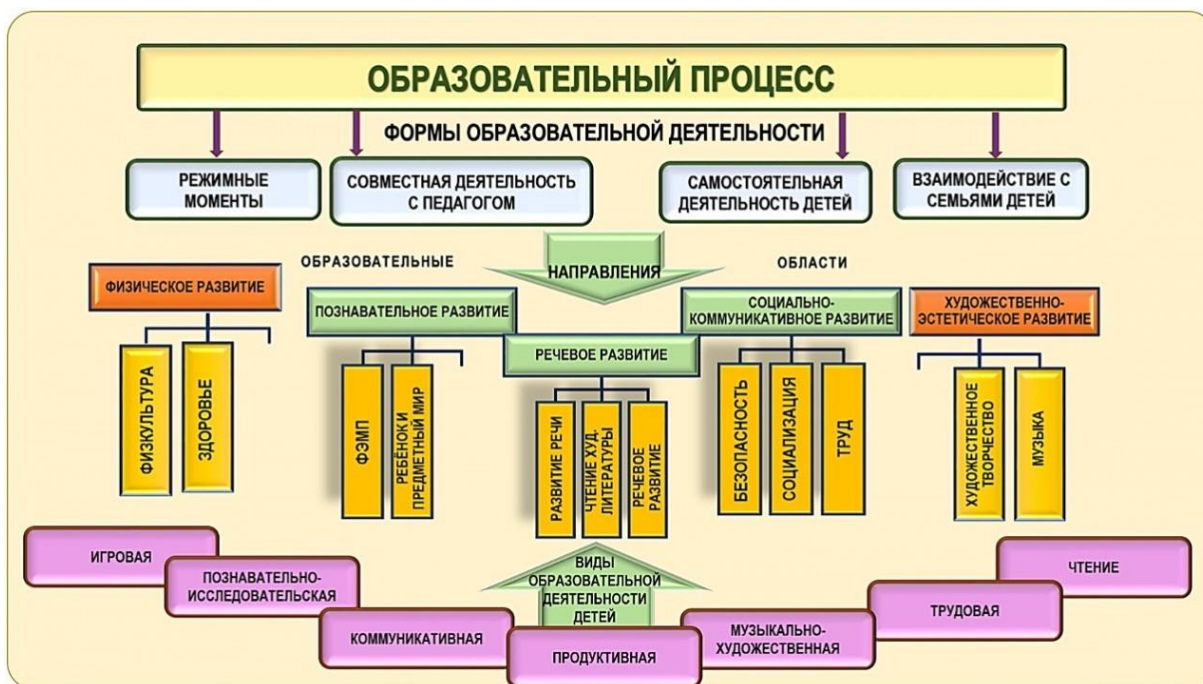 ОБРАЗОВАТЕЛЬНЫЙ ПРОЦЕСС
ФОРМЫ ОБРАЗОВАТЕЛЬНОЙ ДЕЯТЕЛЬНОСТИ
РЕЖИМНЫЕ
МОМЕНТЫ
СОВМЕСТНАЯ ДЕЯТЕЛЬНОСТЬ
С ПЕДАГОГОМ
САМОСТОЯТЕЛЬНАЯ
ДЕЯТЕЛЬНОСТЬ ДЕТЕЙ
ВЗАИМОДЕЙСТВИЕ С
СЕМЬЯМИ ДЕТЕЙ
ОБРАЗОВАТЕЛЬНЫЕ
НАПРАВЛЕНИЯ
ОБЛАСТИ
ФИЗИЧЕСКОЕ РАЗВИТИЕ
ПОЗНАВАТЕЛЬНОЕ РАЗВИТИЕ
РЕЧЕВОЕ РАЗВИТИЕ
СОЦИАЛЬНО-
КОММУНИКАТИВНОЕ РАЗВИТИЕ
ХУДОЖЕСТВЕННО-
ЭСТЕТИЧЕСКОЕ РАЗВИТИЕ
ФИЗКУЛЬТУРА
ЗДОРОВЬЕ
ФЭМП
РЕБЁНОК И
ПРЕДМЕТНЫЙ МИР
РАЗВИТИЕ РЕЧИ
ЧТЕНИЕ ХУД.
ЛИТЕРАТУРЫ
РЕЧЕВОЕ
РАЗВИТИЕ
БЕЗОПАСНОСТЬ
СОЦИАЛИЗАЦИЯ
ТРУД
ХУДОЖЕСТВЕННОЕ
ТВОРЧЕСТВО
МУЗЫКА
ВИДЫ
ОБРАЗОВАТЕЛЬНОЙ
ДЕЯТЕЛЬНОСТИ
ДЕТЕЙ
ИГРОВАЯ
ПОЗНАВАТЕЛЬНО-
ИССЛЕДОВАТЕЛЬСКАЯ
КОММУНИКАТИВНАЯ
ПРОДУКТИВНАЯ
МУЗЫКАЛЬНО-
ХУДОЖЕСТВЕННАЯ
ТРУДОВАЯ
ЧТЕНИЕ